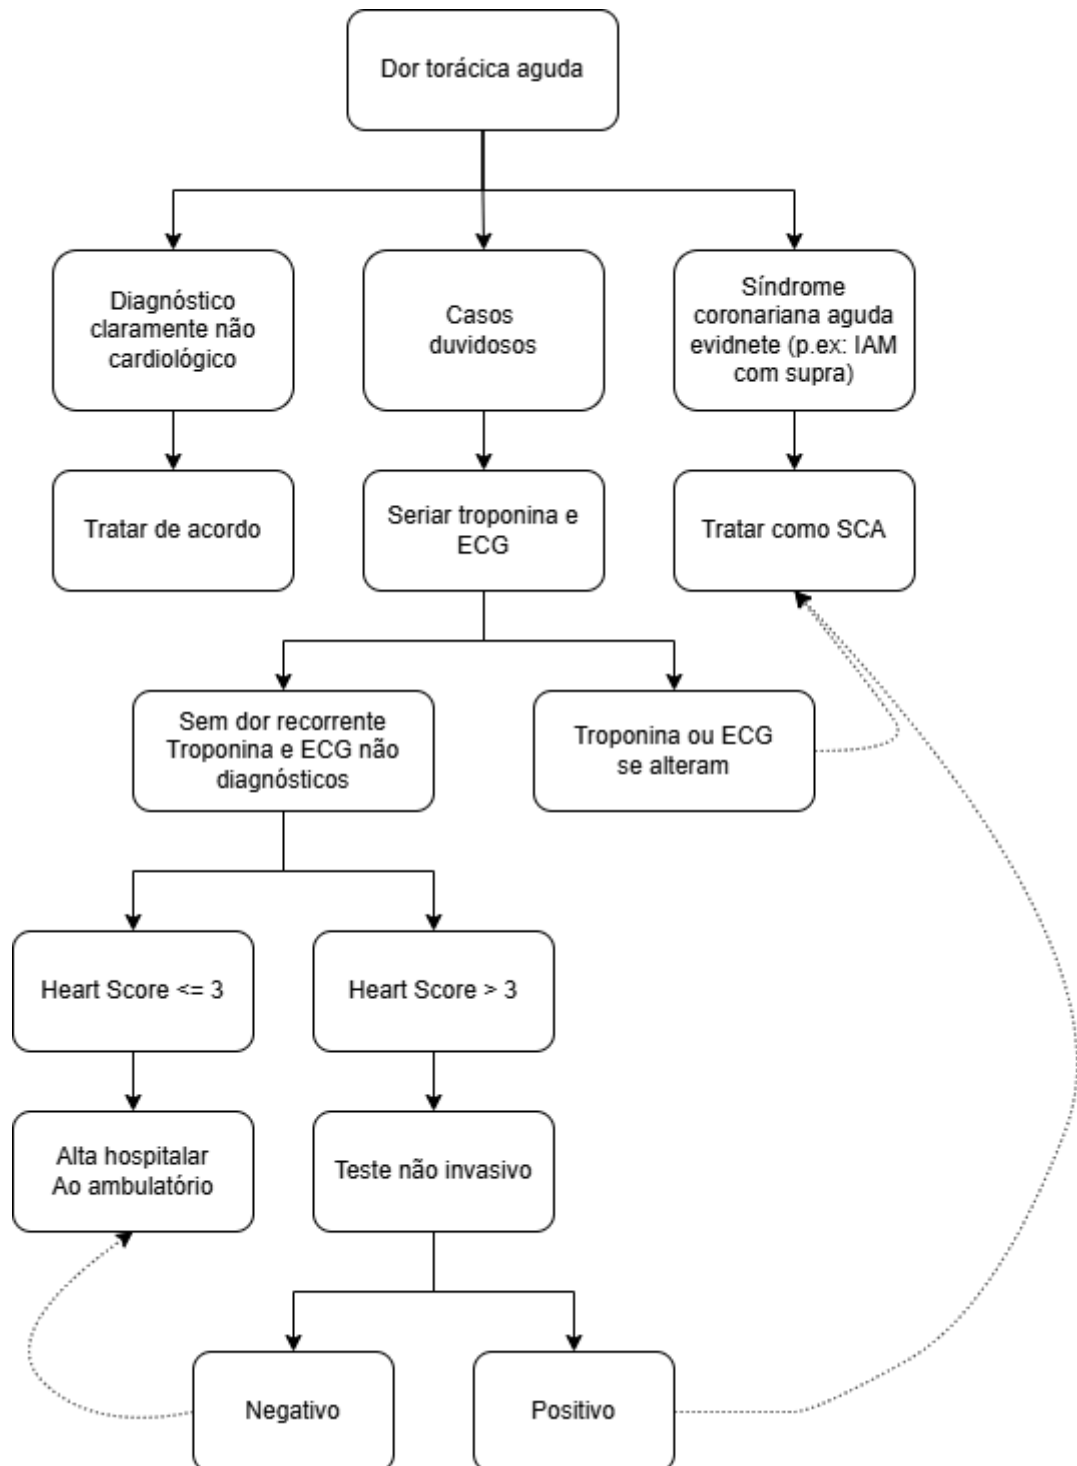 Dor torácica aguda
Diagnóstico
claramente não
cardiológico
Casos
duvidosos
Síndrome
coronariana aguda
evidnete (p.ex: IAM
com supra)
Tratar de acordo
Seriar troponina e
ECG
Tratar como SCA
Sem dor recorrente
Troponina e ECG não
diagnósticos
Troponina ou ECG
se alteram
Heart Score <= 3
Heart Score > 3
Alta hospitalar
Ao ambulatório
Teste não invasivo
Negativo
Positivo